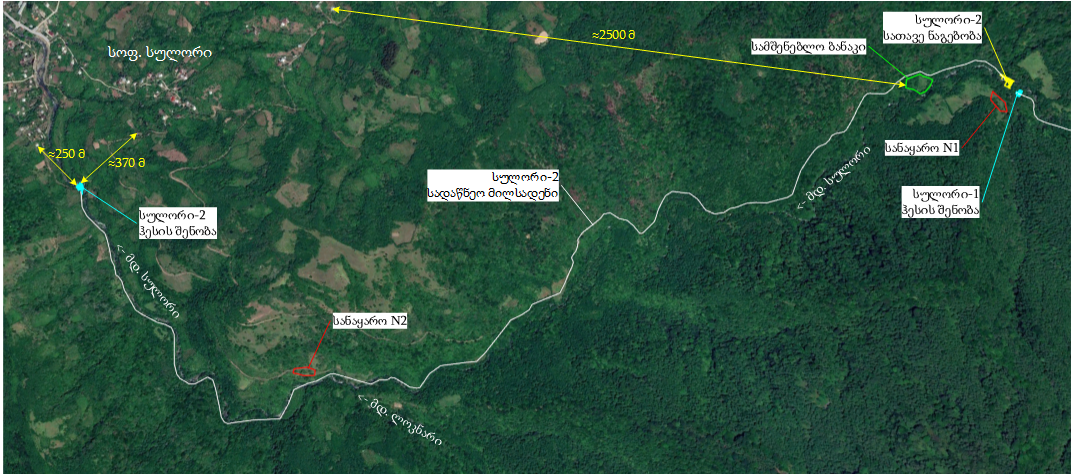 სოფ. სულორი
≈2500 მ
სამშენებლო ბანაკი
სულორი-2
სათავე ნაგებობა
≈250 მ
≈370 მ
სანაყარო N1
<- მდ. სულორი
სულორი-2
სადაწნეო მილსადენი
სულორი-1
ჰესის შენობა
სულორი-2
ჰესის შენობა
<- მდ. სულორი
სანაყარო N2
<- მდ. ლოკნარი